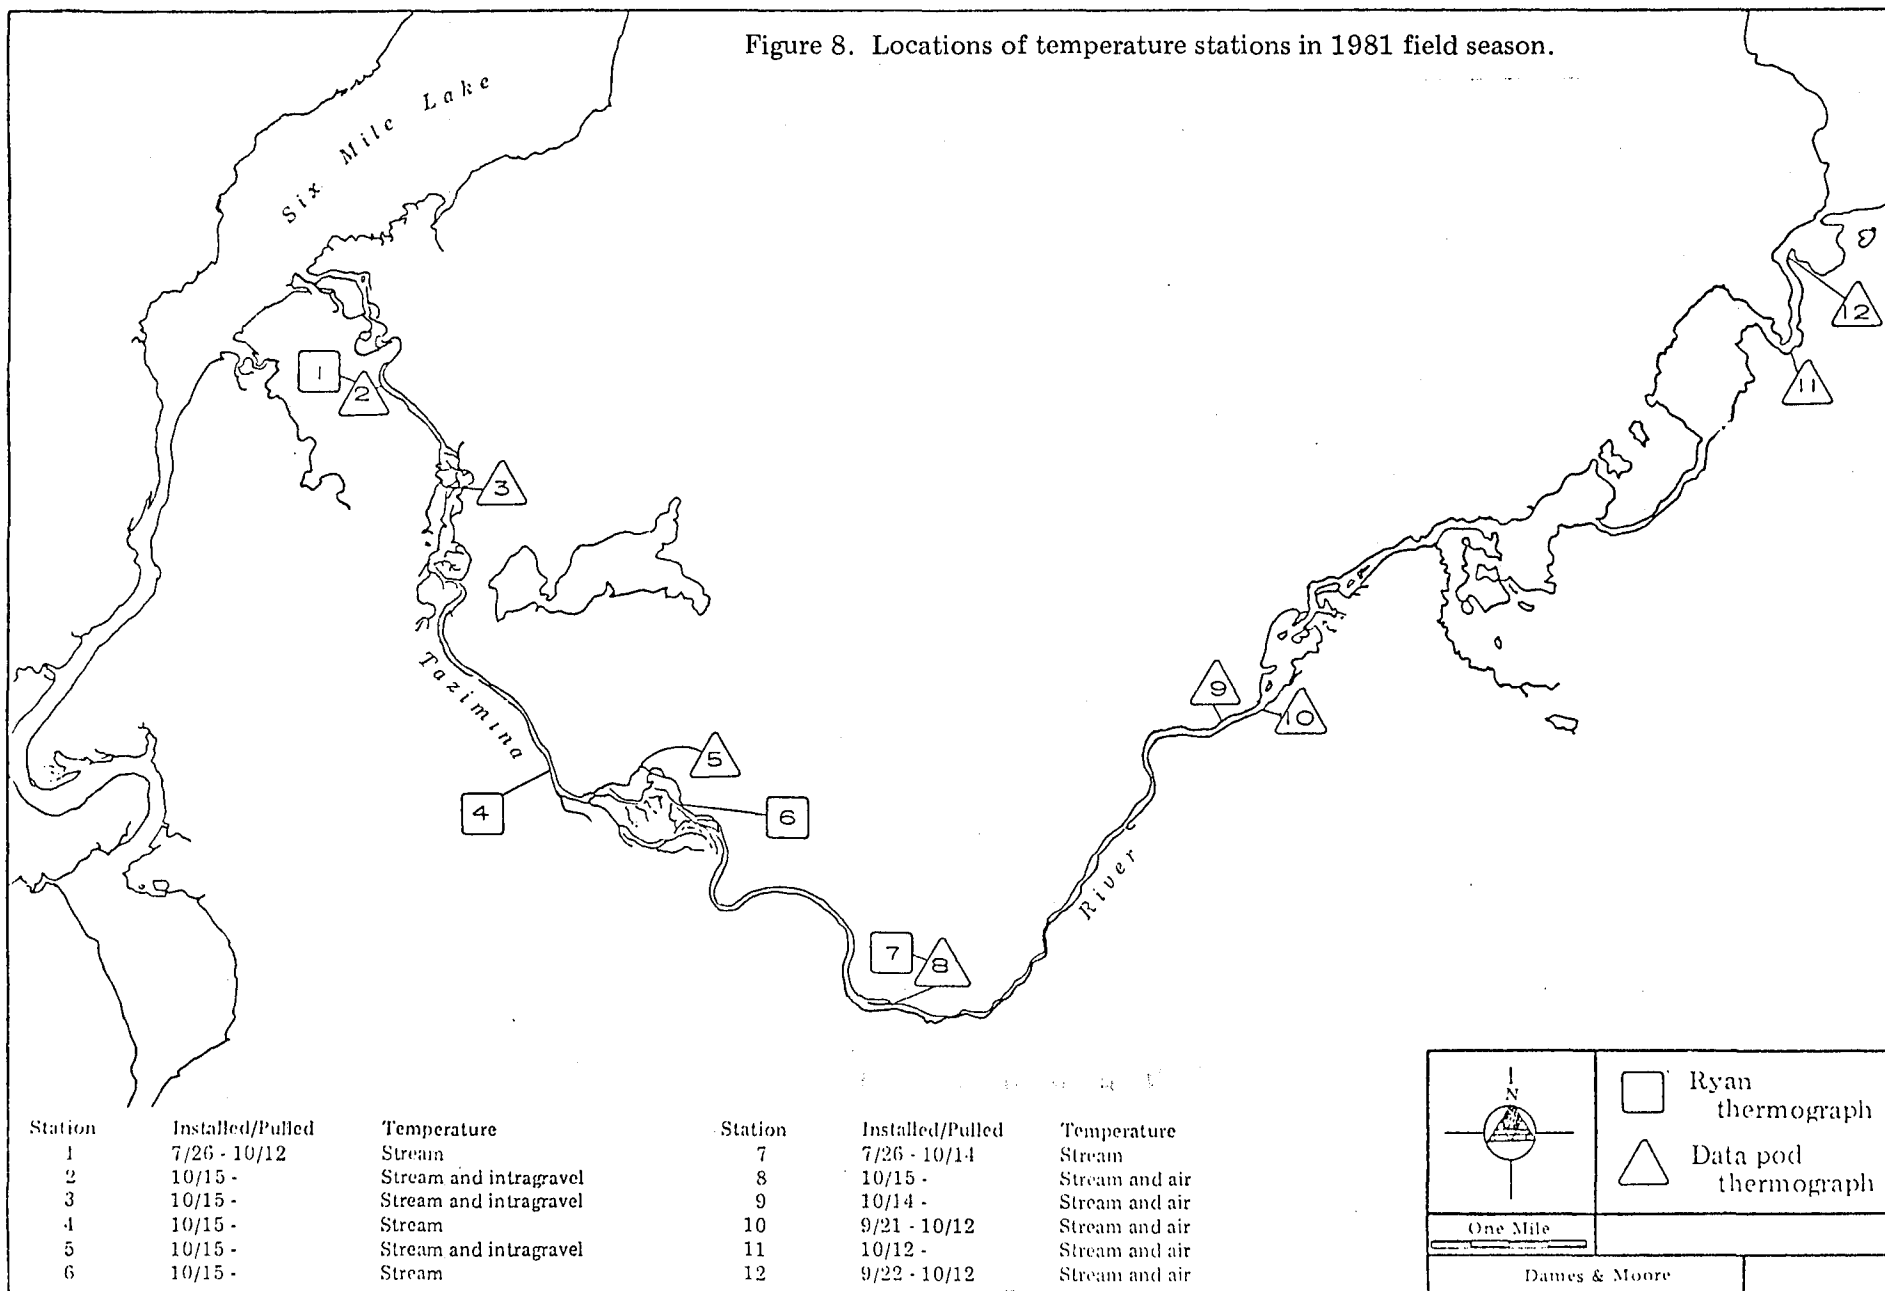 Figure 8. Locations of temperature stations in 1981 field season.
Six Mile Lake
1
2
3
Tazimina
4
5
6
7
8
River
9
10
11
12
Station Installed/Pulled Temperature
1 7/26 - 10/12 Stream
2 10/15 - Stream and intragravel
3 10/15 - Stream and intragravel
4 10/15 - Stream
5 10/15 - Stream and intragravel
6 10/15 - Stream
Station Installed/Pulled Temperature
7 7/26 - 10/14 Stream
8 10/15 - Stream and air
9 10/14 - Stream and air
10 9/21 - 10/12 Stream and air
11 10/12 - Stream and air
12 9/22 - 10/12 Stream and air
N
One Mile
Ryan
thermograph
Data pod
thermograph
Dames & Moore